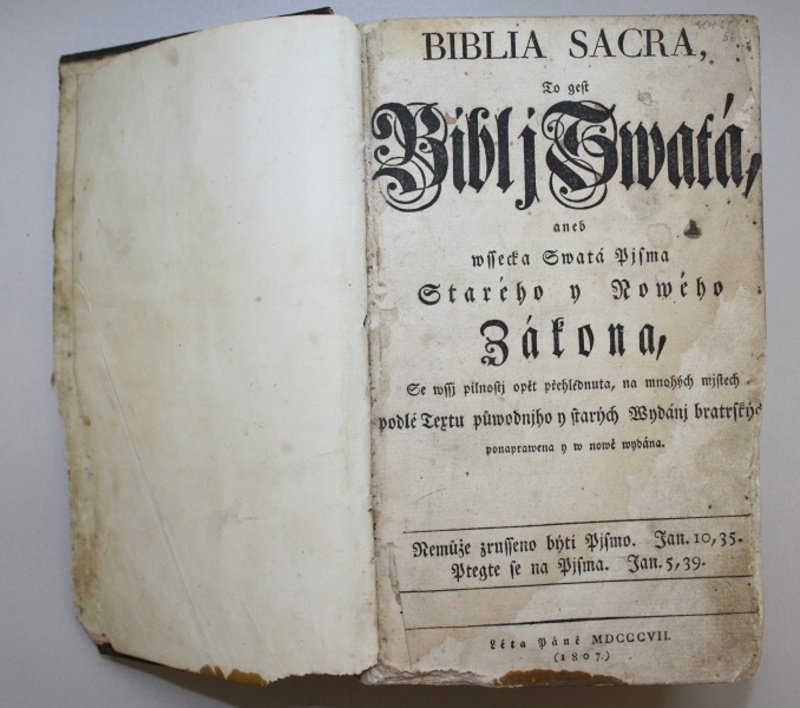 BIBLIA SACRA,
To geſt
Biblj Swatá,
aneb
wſſecka Swatá Pjſma
Starého y Nowého
Zákona,
Se wſſj pilnoſtj opět přehlédnuta, na mnohých mjſtech
podlé Textu půwodnjho y ſtarých Wydánj bratrſkýc
ponaprawena y w nowě wydána.
Nemůže zruſſeno býti Pjſmo. Jan. 10, 35.
Ptegte ſe na Pjſma. Jan. 5, 39.
Léta Páně MDCCCVII.
(1807.)